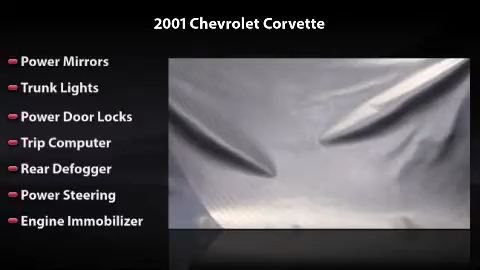 2001 Chevrolet Corvette
Power Mirrors
Trunk Lights
Power Door Locks
Trip Computer
Rear Defogger
Power Steering
Engine Immobilizer